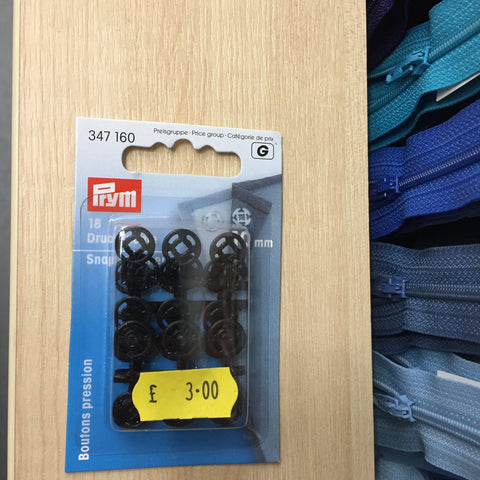 347 160
Preisgruppe · Price group · Catégorie de prix
G
Prym
18
mm
Boutons pression
£ 3·00